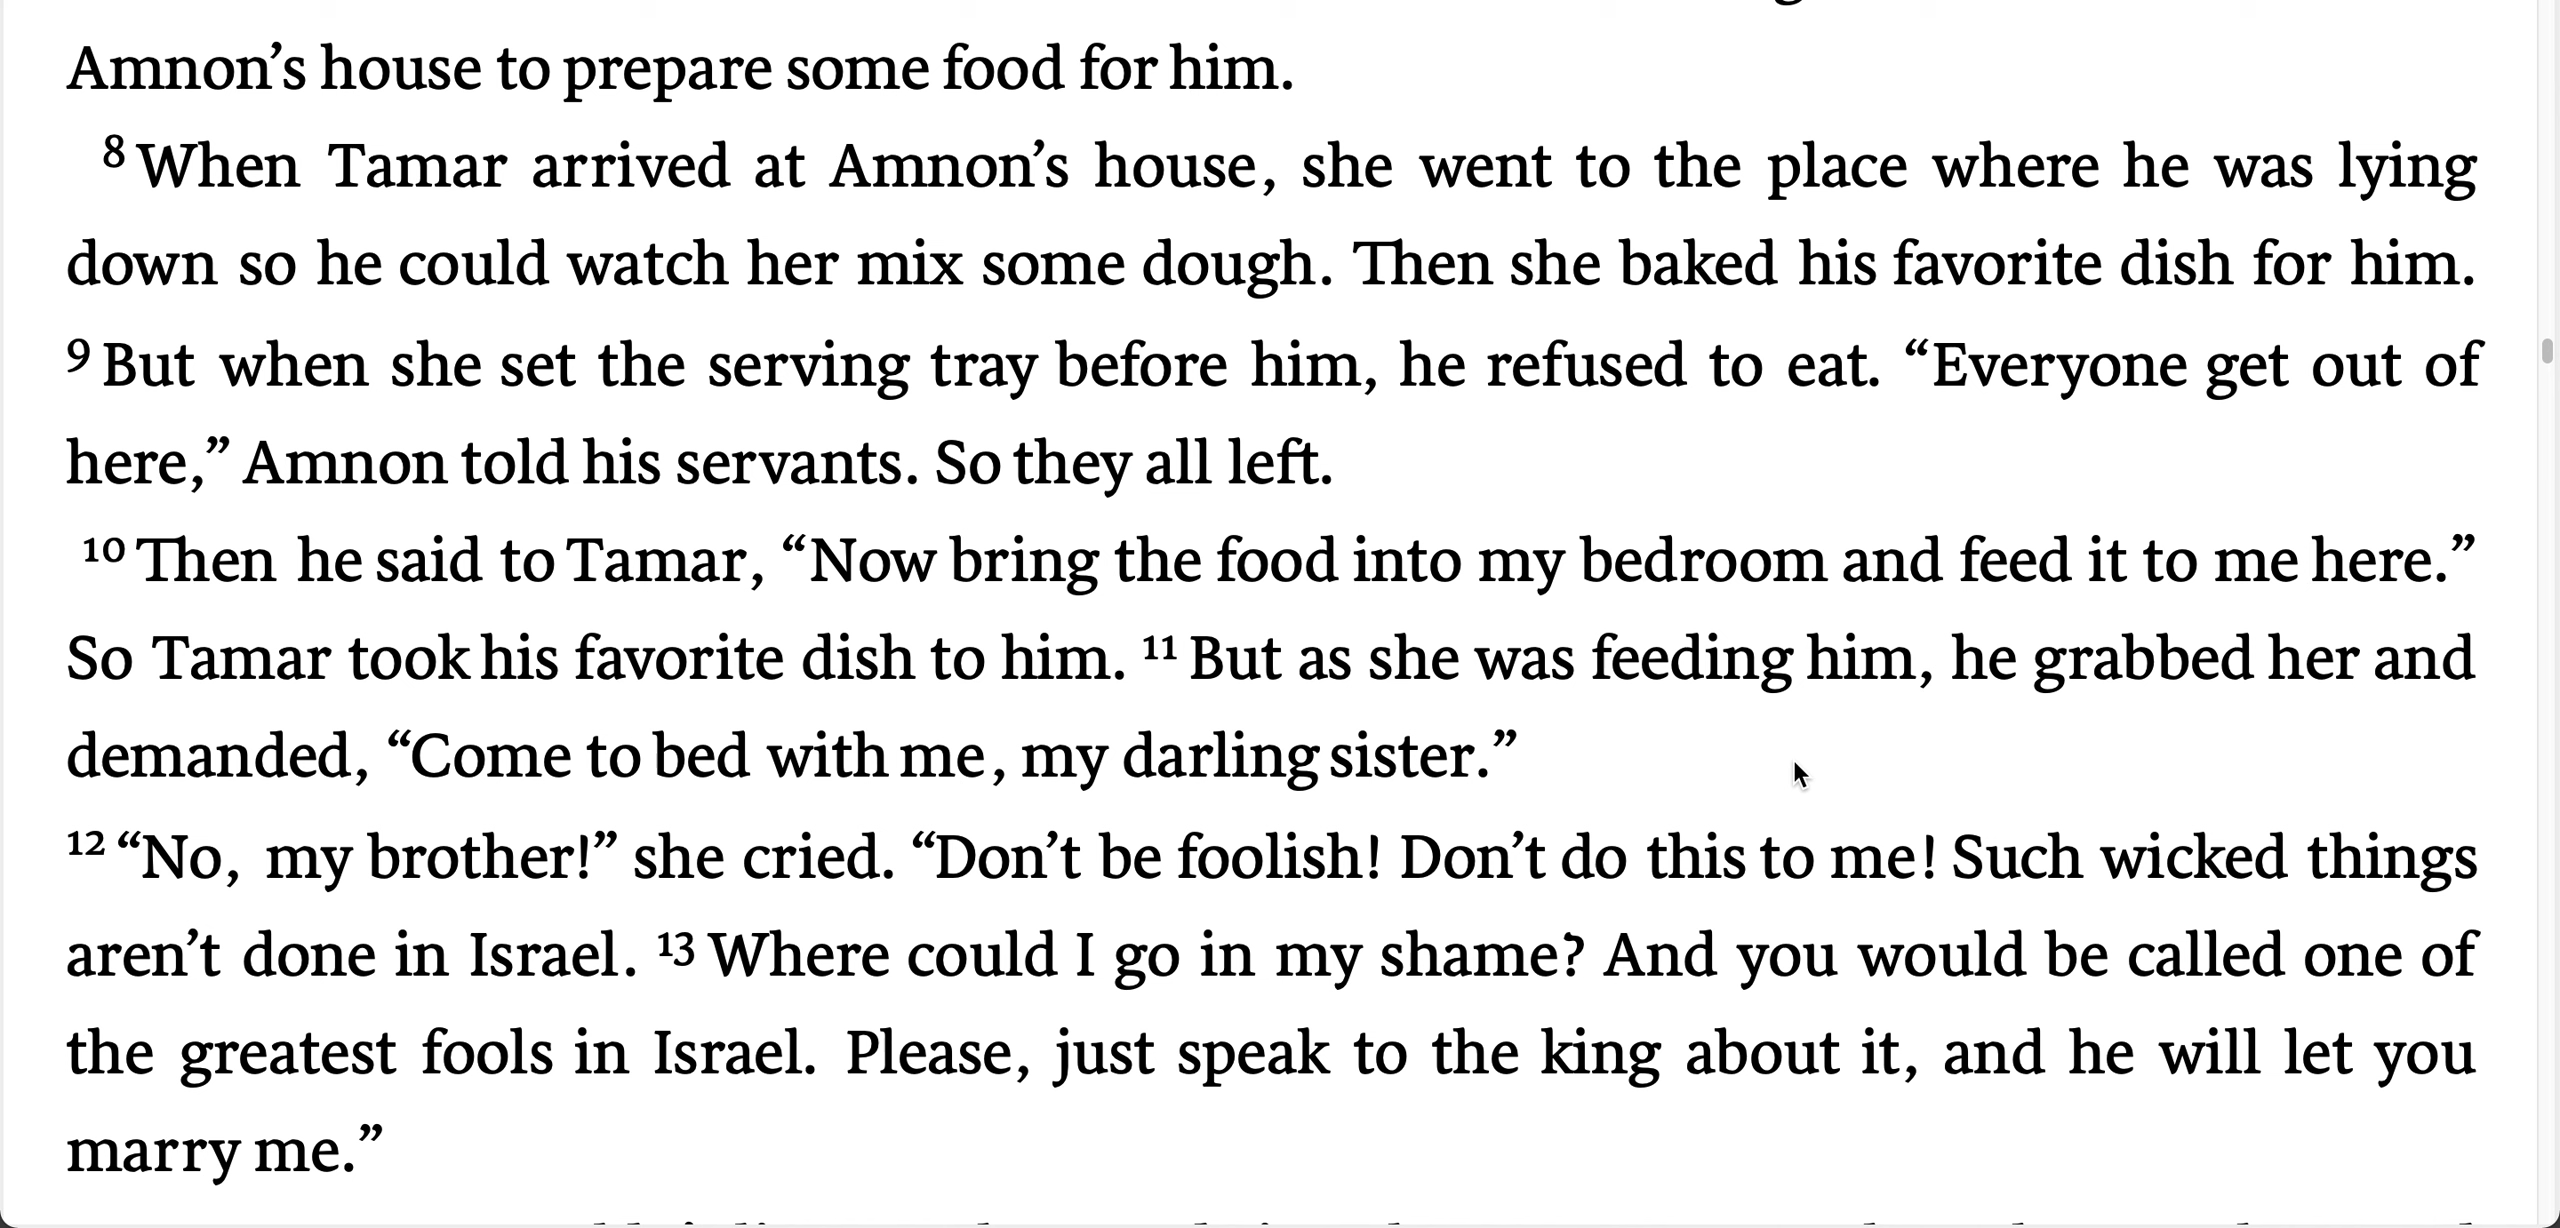 Amnon’s house to prepare some food for him.
8 When Tamar arrived at Amnon’s house, she went to the place where he was lying
down so he could watch her mix some dough. Then she baked his favorite dish for him.
9 But when she set the serving tray before him, he refused to eat. “Everyone get out of
here,” Amnon told his servants. So they all left.
10 Then he said to Tamar, “Now bring the food into my bedroom and feed it to me here.”
So Tamar took his favorite dish to him. 11 But as she was feeding him, he grabbed her and
demanded, “Come to bed with me, my darling sister.”
12 “No, my brother!” she cried. “Don’t be foolish! Don’t do this to me! Such wicked things
aren’t done in Israel. 13 Where could I go in my shame? And you would be called one of
the greatest fools in Israel. Please, just speak to the king about it, and he will let you
marry me.”